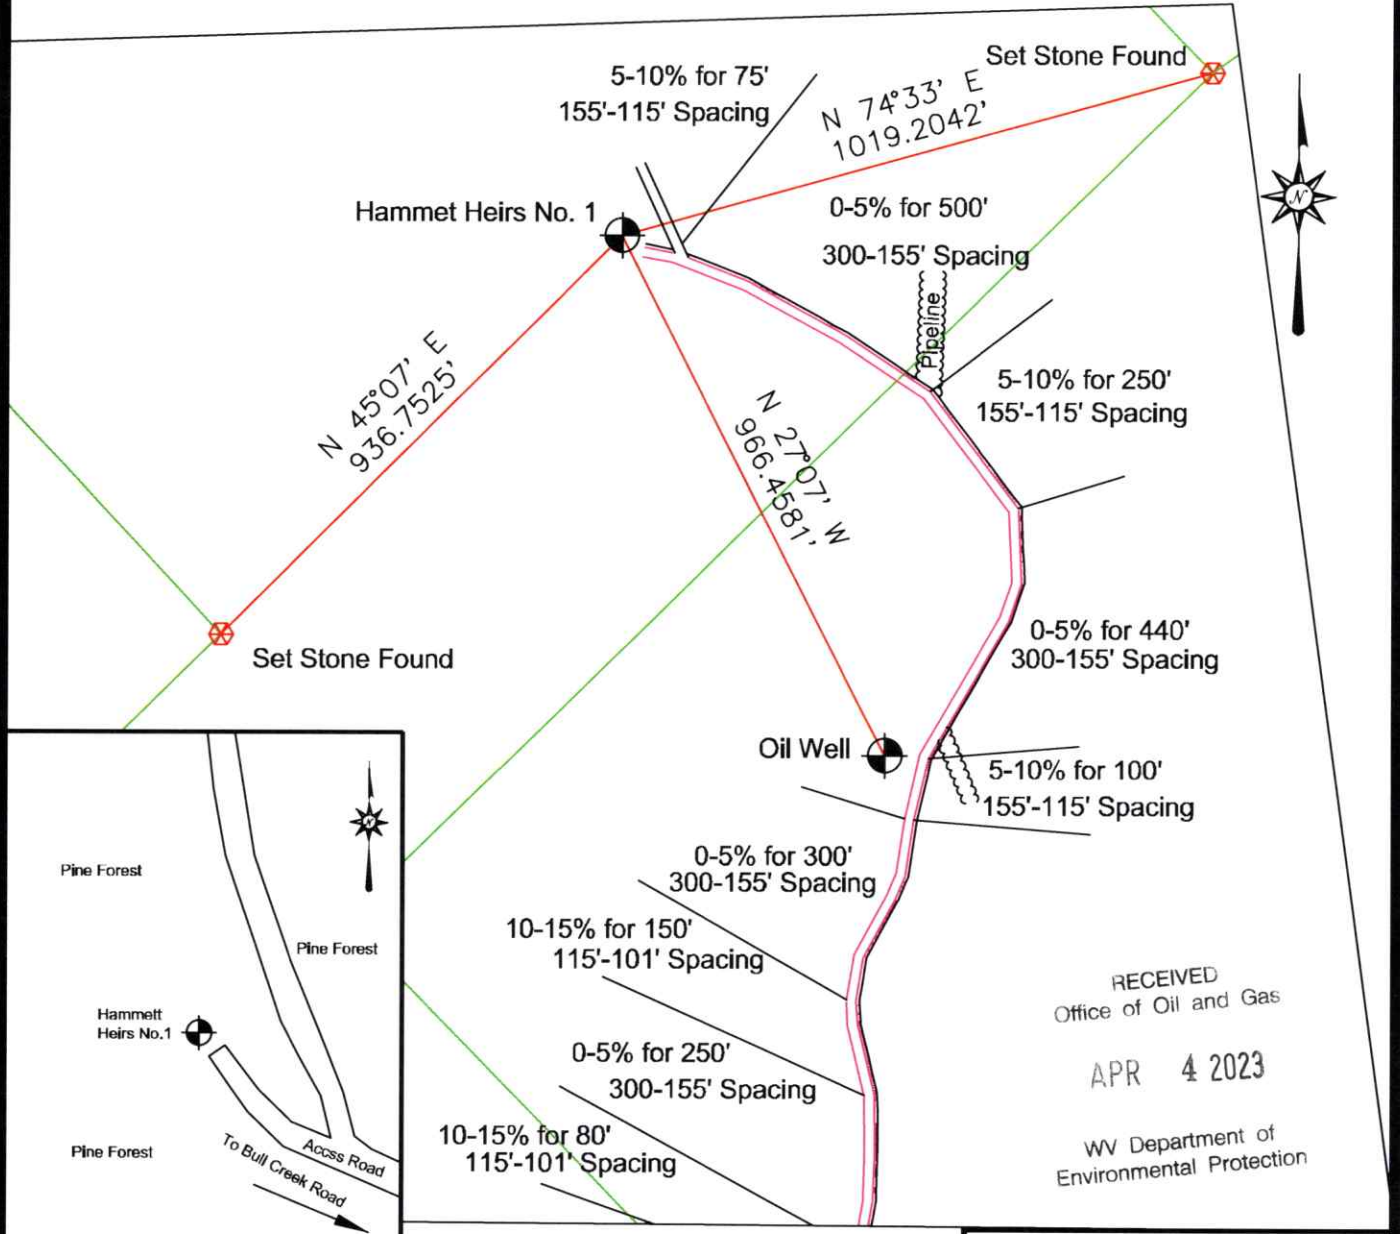 Set Stone Found
5-10% for 75'
155'-115' Spacing
N 74°33' E
1019.2042'
Hammet Heirs No. 1
0-5% for 500'
300-155' Spacing
N
Pipeline
N 45°07' E
936.7525'
5-10% for 250'
155'-115' Spacing
N 27°07' W
966.4581'
Set Stone Found
0-5% for 440'
300-155' Spacing
Oil Well
5-10% for 100'
155'-115' Spacing
0-5% for 300'
300-155' Spacing
10-15% for 150'
115'-101' Spacing
0-5% for 250'
300-155' Spacing
10-15% for 80'
115'-101' Spacing
RECEIVED
Office of Oil and Gas
APR 4 2023
WV Department of
Environmental Protection
N
Pine Forest
Pine Forest
Hammett
Heirs No.1
Pine Forest
Accss Road
To Bull Creek Road